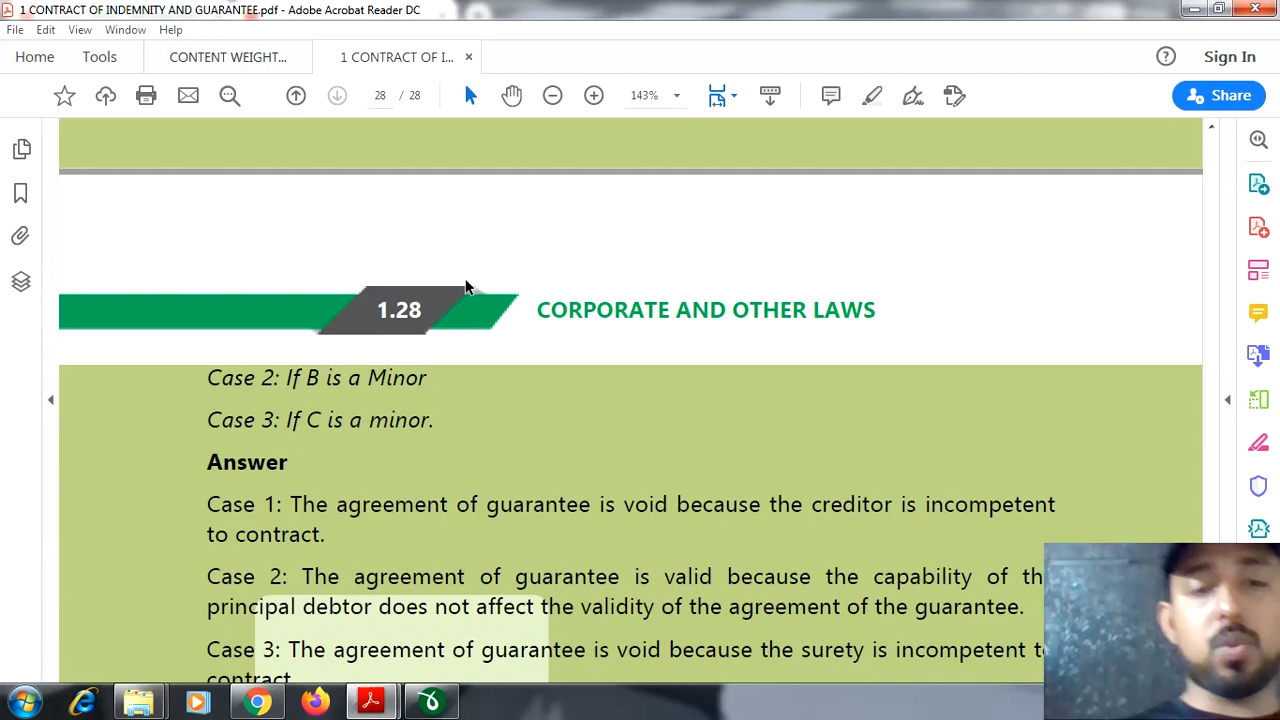 1 CONTRACT OF INDEMNITY AND GUARANTEE.pdf - Adobe Acrobat Reader DC
File Edit View Window Help
Home Tools CONTENT WEIGHT... 1 CONTRACT OF I... × Sign In
28 / 28 143% Share
1.28 CORPORATE AND OTHER LAWS
Case 2: If B is a Minor
Case 3: If C is a minor.
Answer
Case 1: The agreement of guarantee is void because the creditor is incompetent
to contract.
Case 2: The agreement of guarantee is valid because the capability of th
principal debtor does not affect the validity of the agreement of the guarantee.
Case 3: The agreement of guarantee is void because the surety is incompetent t
contract